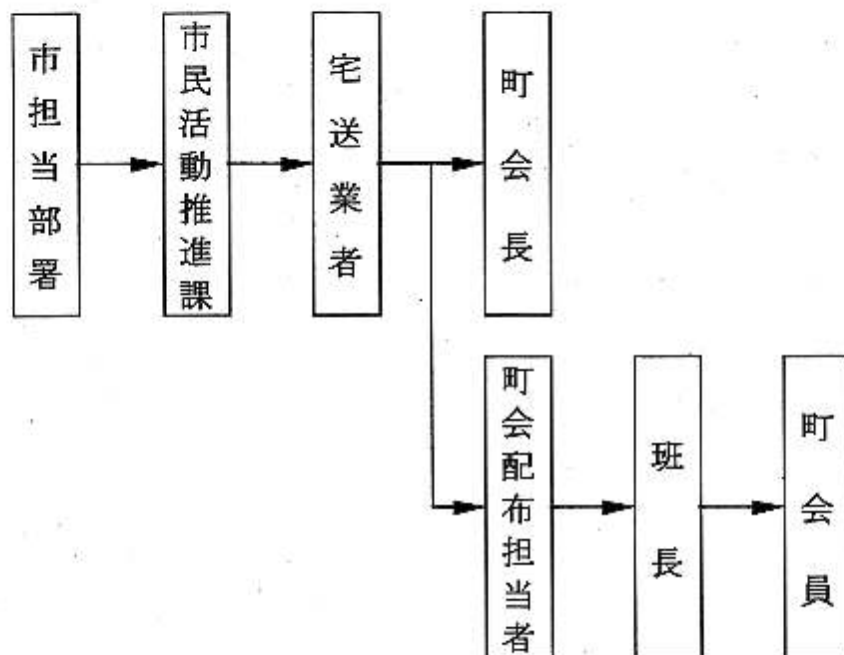 市担当部署
市民活動推進課
宅送業者
町会長
町会配布担当者
班長
町会員